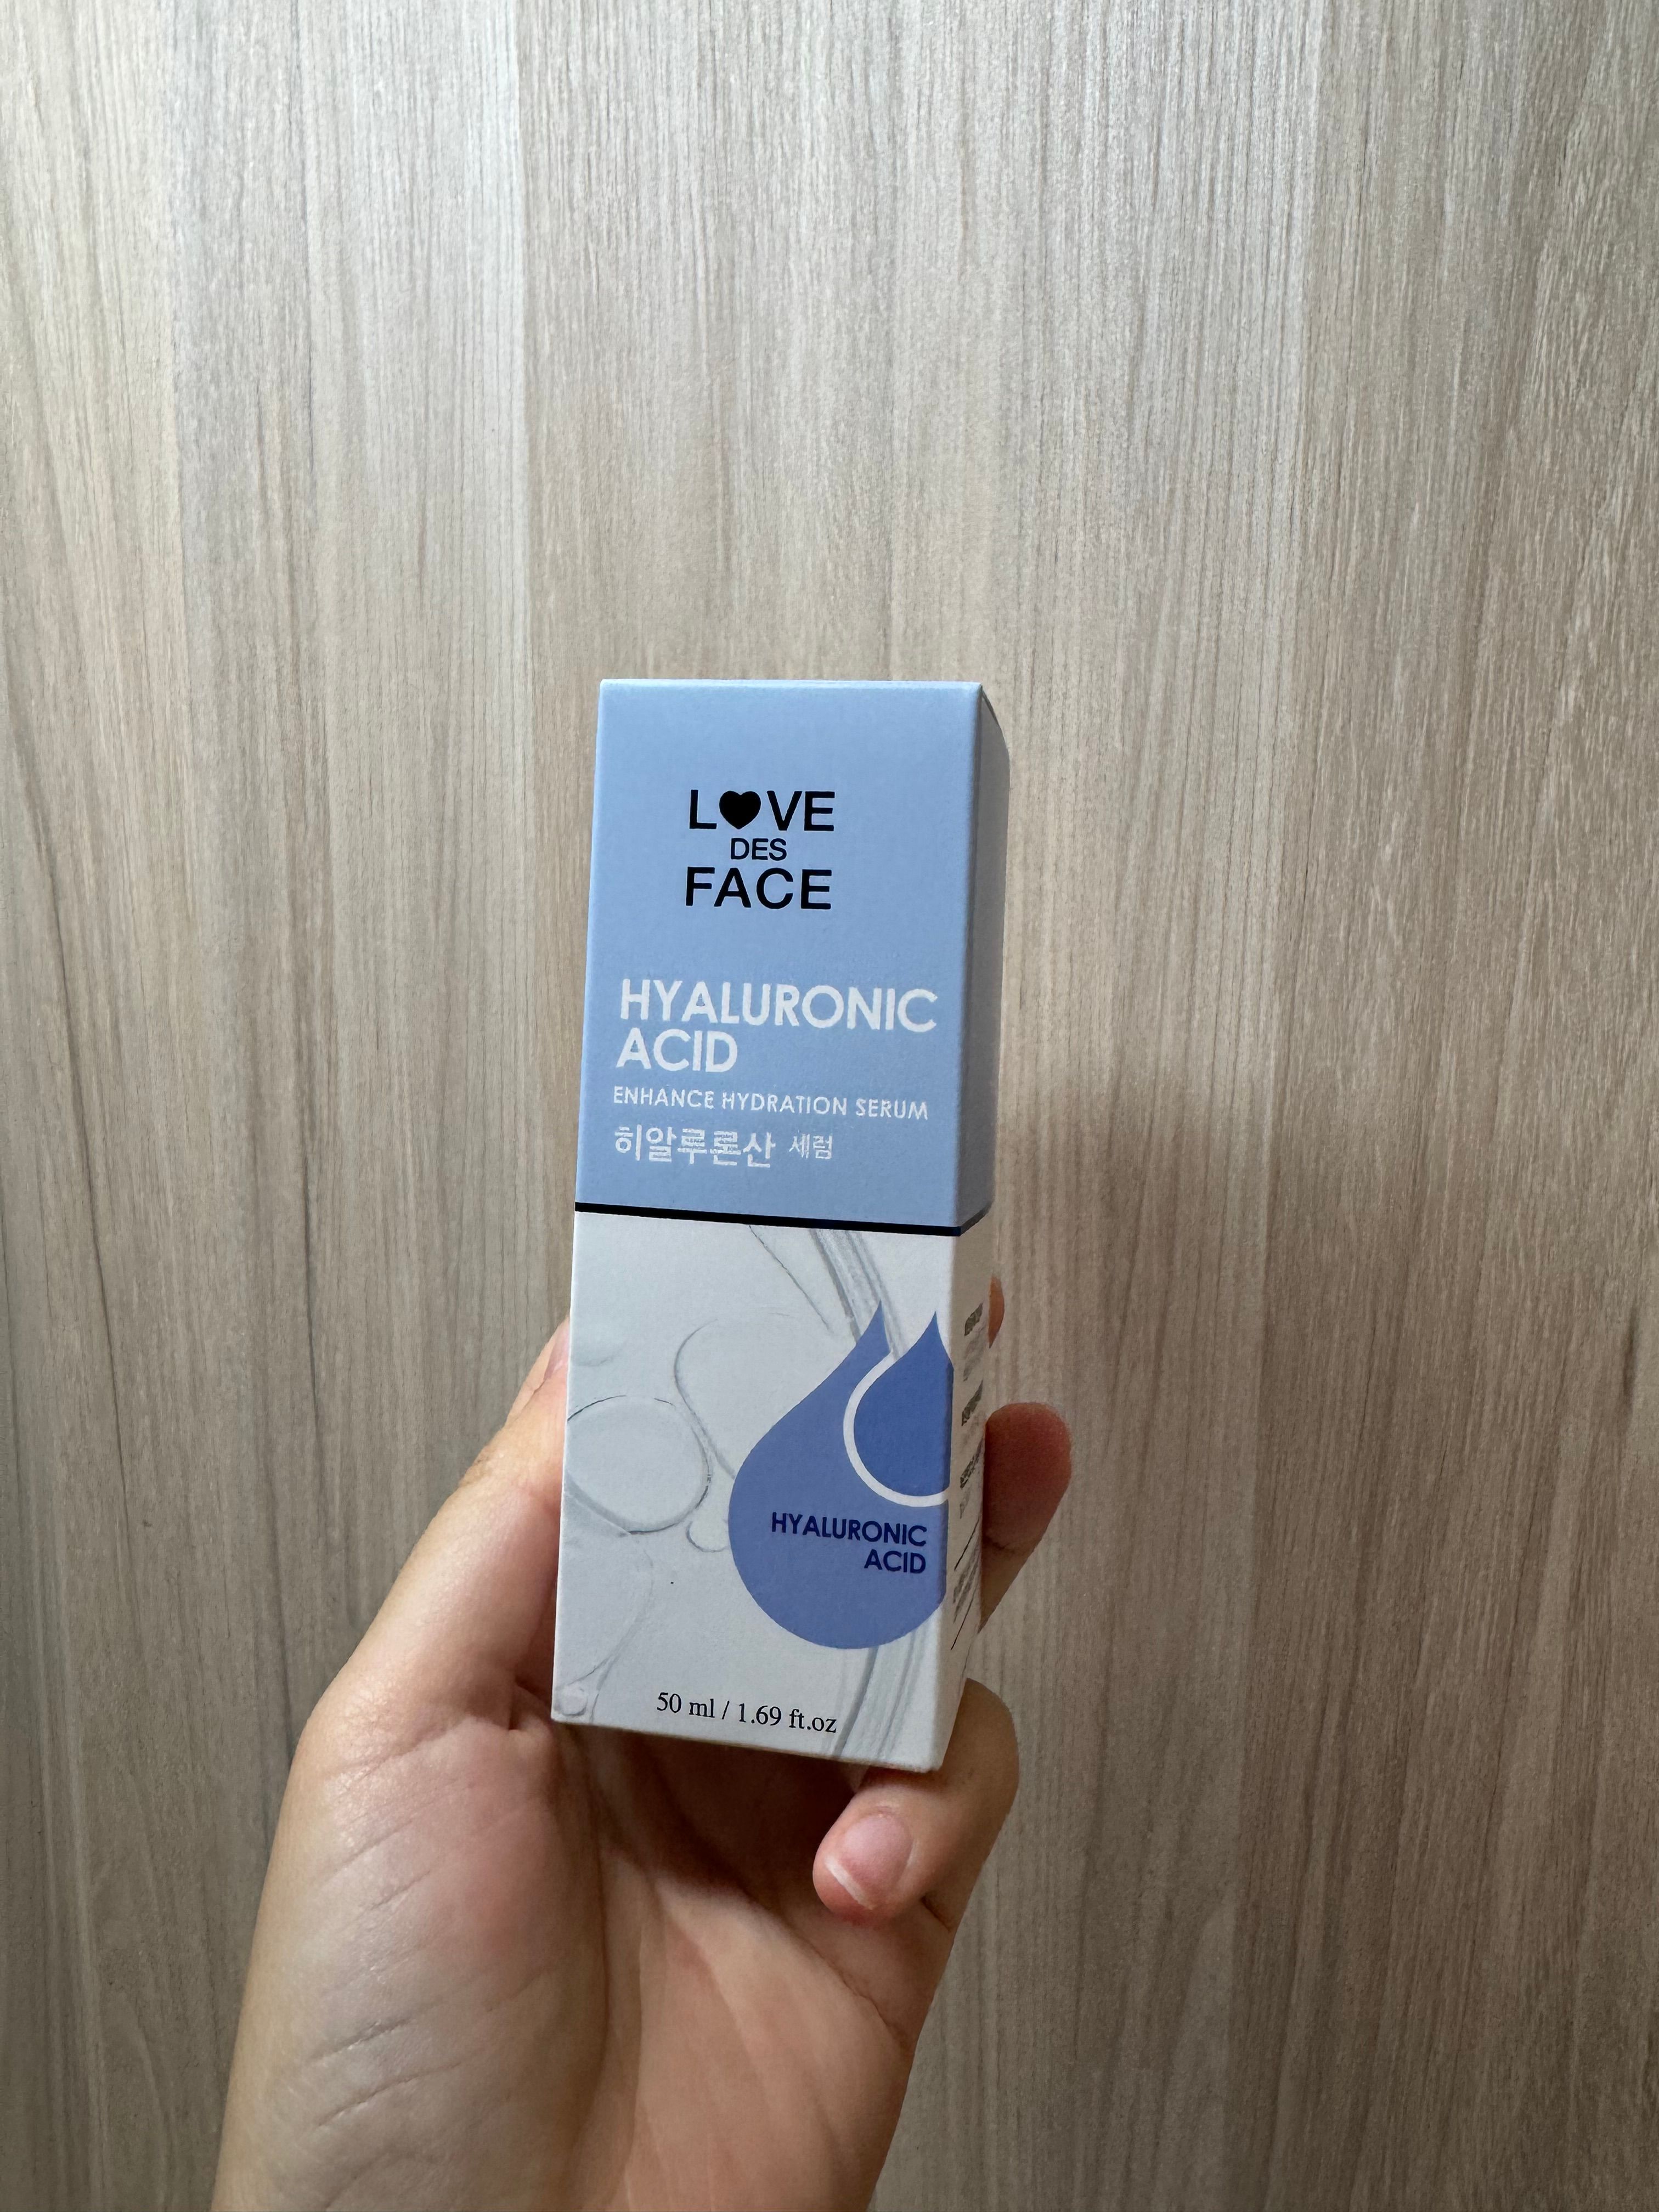 L♥VE
DES
FACE
HYALURONIC
ACID
ENHANCE HYDRATION SERUM
히알루론산 세럼
HYALURONIC
ACID
50 ml / 1.69 ft.oz